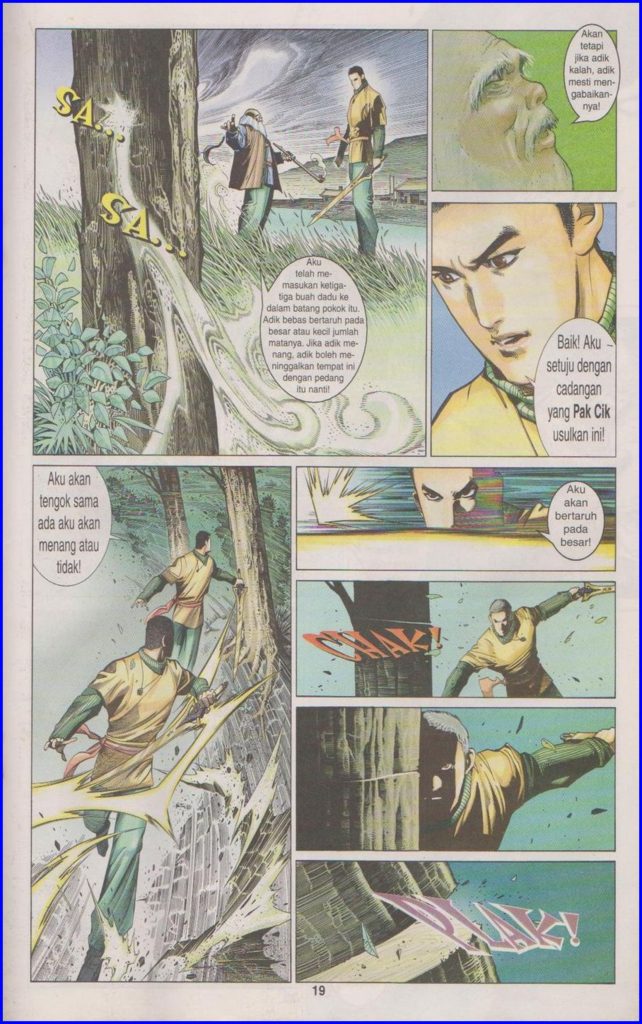 SA...
SA...
Aku
telah me-
masukan ketiga-
tiga buah dadu ke
dalam batang pokok itu.
Adik bebas bertaruh pada
besar atau kecil jumlah
matanya. Jika adik me-
nang, adik boleh me-
ninggalkan tempat ini
dengan pedang
itu nanti!
Akan
tetapi
jika adik
kalah, adik
mesti men-
gabaikan-
nya!
Baik! Aku
setuju dengan
cadangan
yang Pak Cik
usulkan ini!
Aku akan
tengok sama
ada aku akan
menang atau
tidak!
Aku
akan
bertaruh
pada
besar!
CHAK!
PLAK!
19